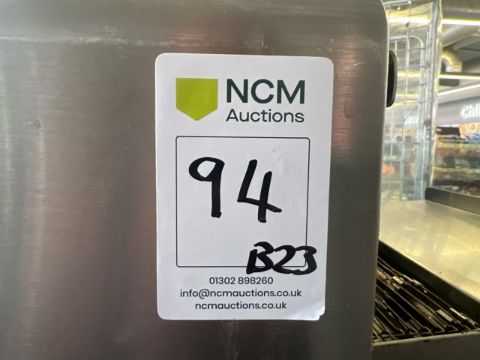 NCM
Auctions
94
B23
01302 898260
info@ncmauctions.co.uk
ncmauctions.co.uk